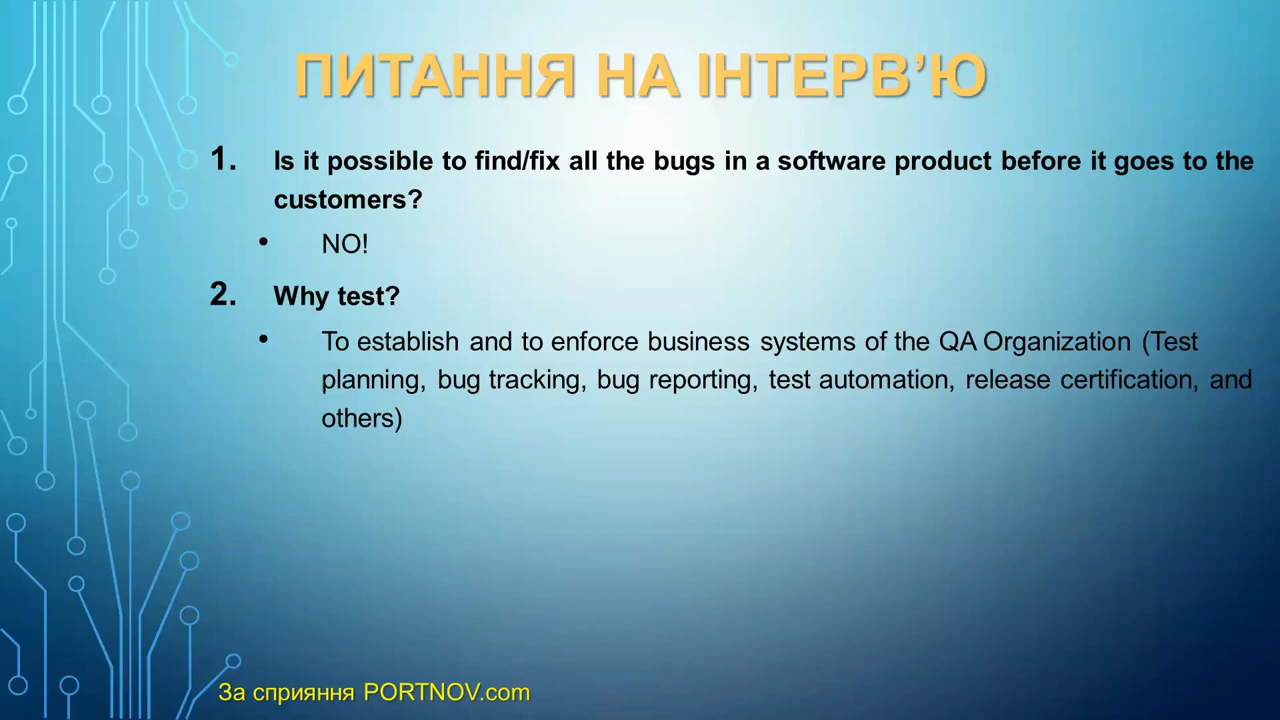 ПИТАННЯ НА ІНТЕРВ’Ю
1. Is it possible to find/fix all the bugs in a software product before it goes to the
customers?
• NO!
2. Why test?
• To establish and to enforce business systems of the QA Organization (Test
planning, bug tracking, bug reporting, test automation, release certification, and
others)
За сприяння PORTNOV.com